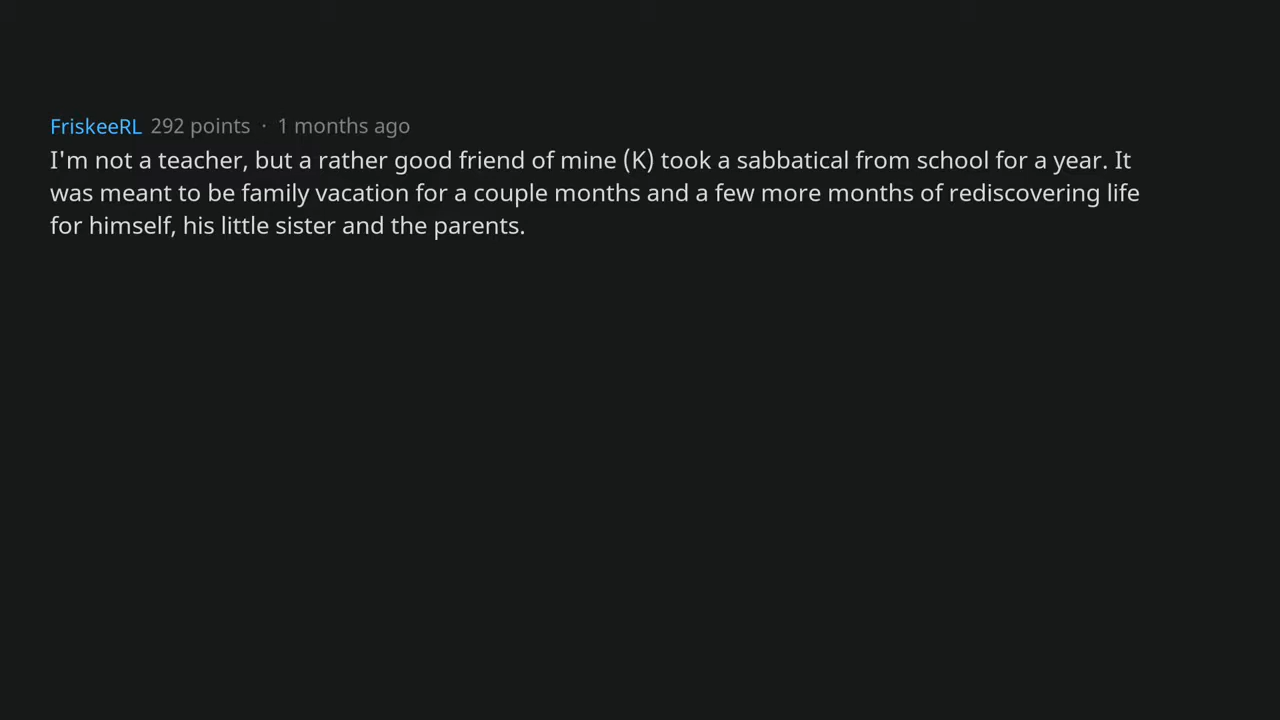 FriskeeRL 292 points · 1 months ago
I'm not a teacher, but a rather good friend of mine (K) took a sabbatical from school for a year. It
was meant to be family vacation for a couple months and a few more months of rediscovering life
for himself, his little sister and the parents.